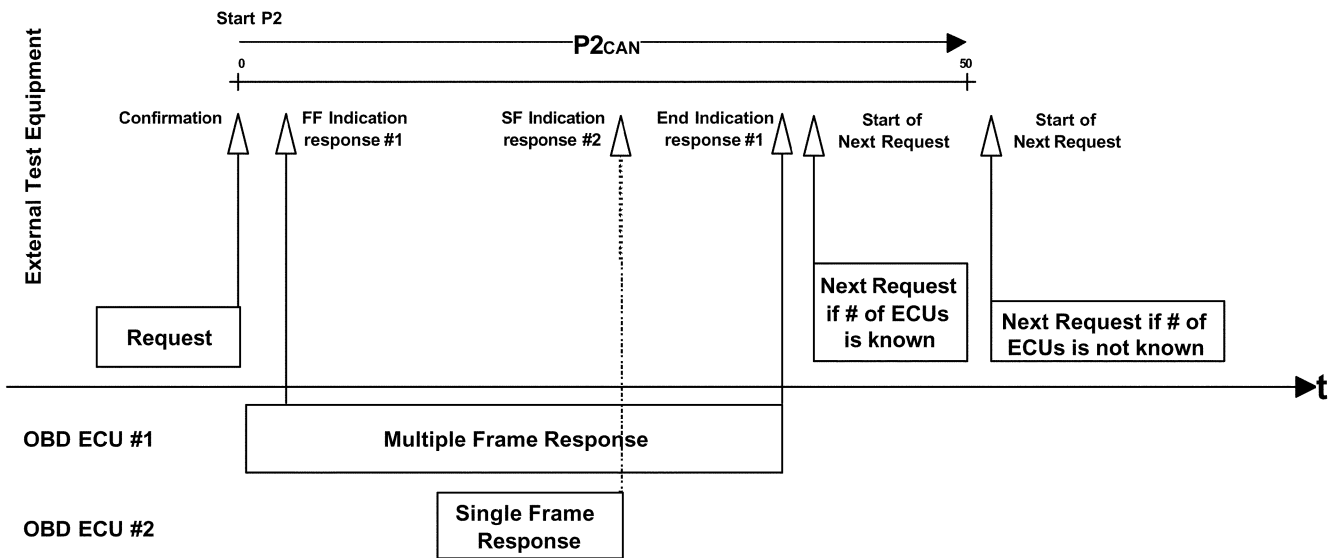 Start P2
P2CAN
0
50
External Test Equipment
Confirmation
FF Indication
response #1
SF Indication
response #2
End Indication
response #1
Start of
Next Request
Start of
Next Request
Request
Next Request
if # of ECUs
is known
Next Request if # of
ECUs is not known
t
OBD ECU #1
Multiple Frame Response
OBD ECU #2
Single Frame
Response